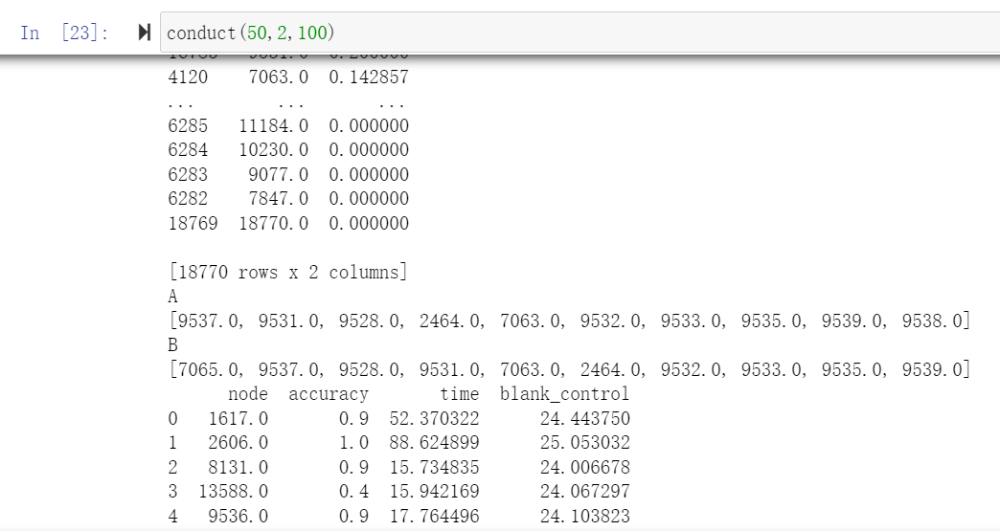 In [23]: conduct(50,2,100)
4120 7063.0 0.142857
... ... ...
6285 11184.0 0.000000
6284 10230.0 0.000000
6283 9077.0 0.000000
6282 7847.0 0.000000
18769 18770.0 0.000000
[18770 rows x 2 columns]
A
[9537.0, 9531.0, 9528.0, 2464.0, 7063.0, 9532.0, 9533.0, 9535.0, 9539.0, 9538.0]
B
[7065.0, 9537.0, 9528.0, 9531.0, 7063.0, 2464.0, 9532.0, 9533.0, 9535.0, 9539.0]
node accuracy time blank_control
0 1617.0 0.9 52.370322 24.443750
1 2606.0 1.0 88.624899 25.053032
2 8131.0 0.9 15.734835 24.006678
3 13588.0 0.4 15.942169 24.067297
4 9536.0 0.9 17.764496 24.103823